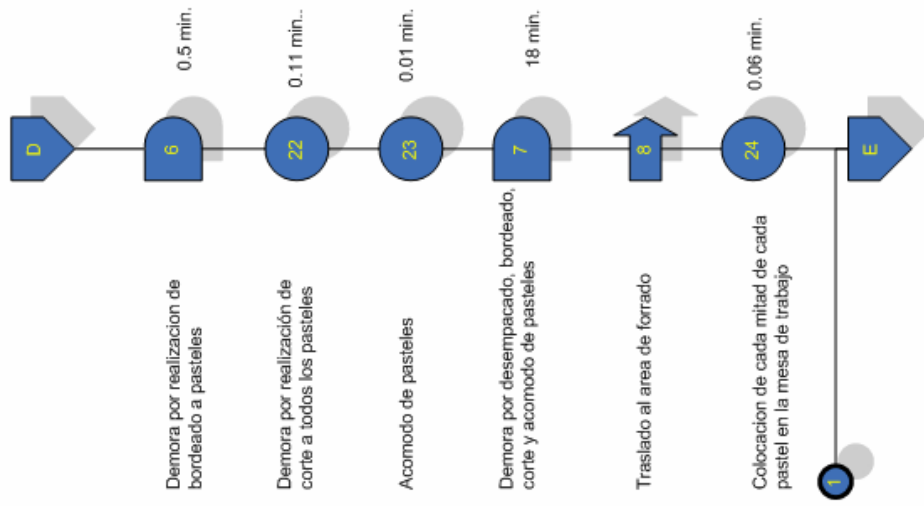 D
Demora por realizacion de
bordeado a pasteles
6
0.5 min.
Demora por realización de
corte a todos los pasteles
22
0.11 min..
Acomodo de pasteles
23
0.01 min.
Demora por desempacado, bordeado,
corte y acomodo de pasteles
7
18 min.
Traslado al area de forrado
8
Colocacion de cada mitad de cada
pastel en la mesa de trabajo
24
0.06 min.
1
E